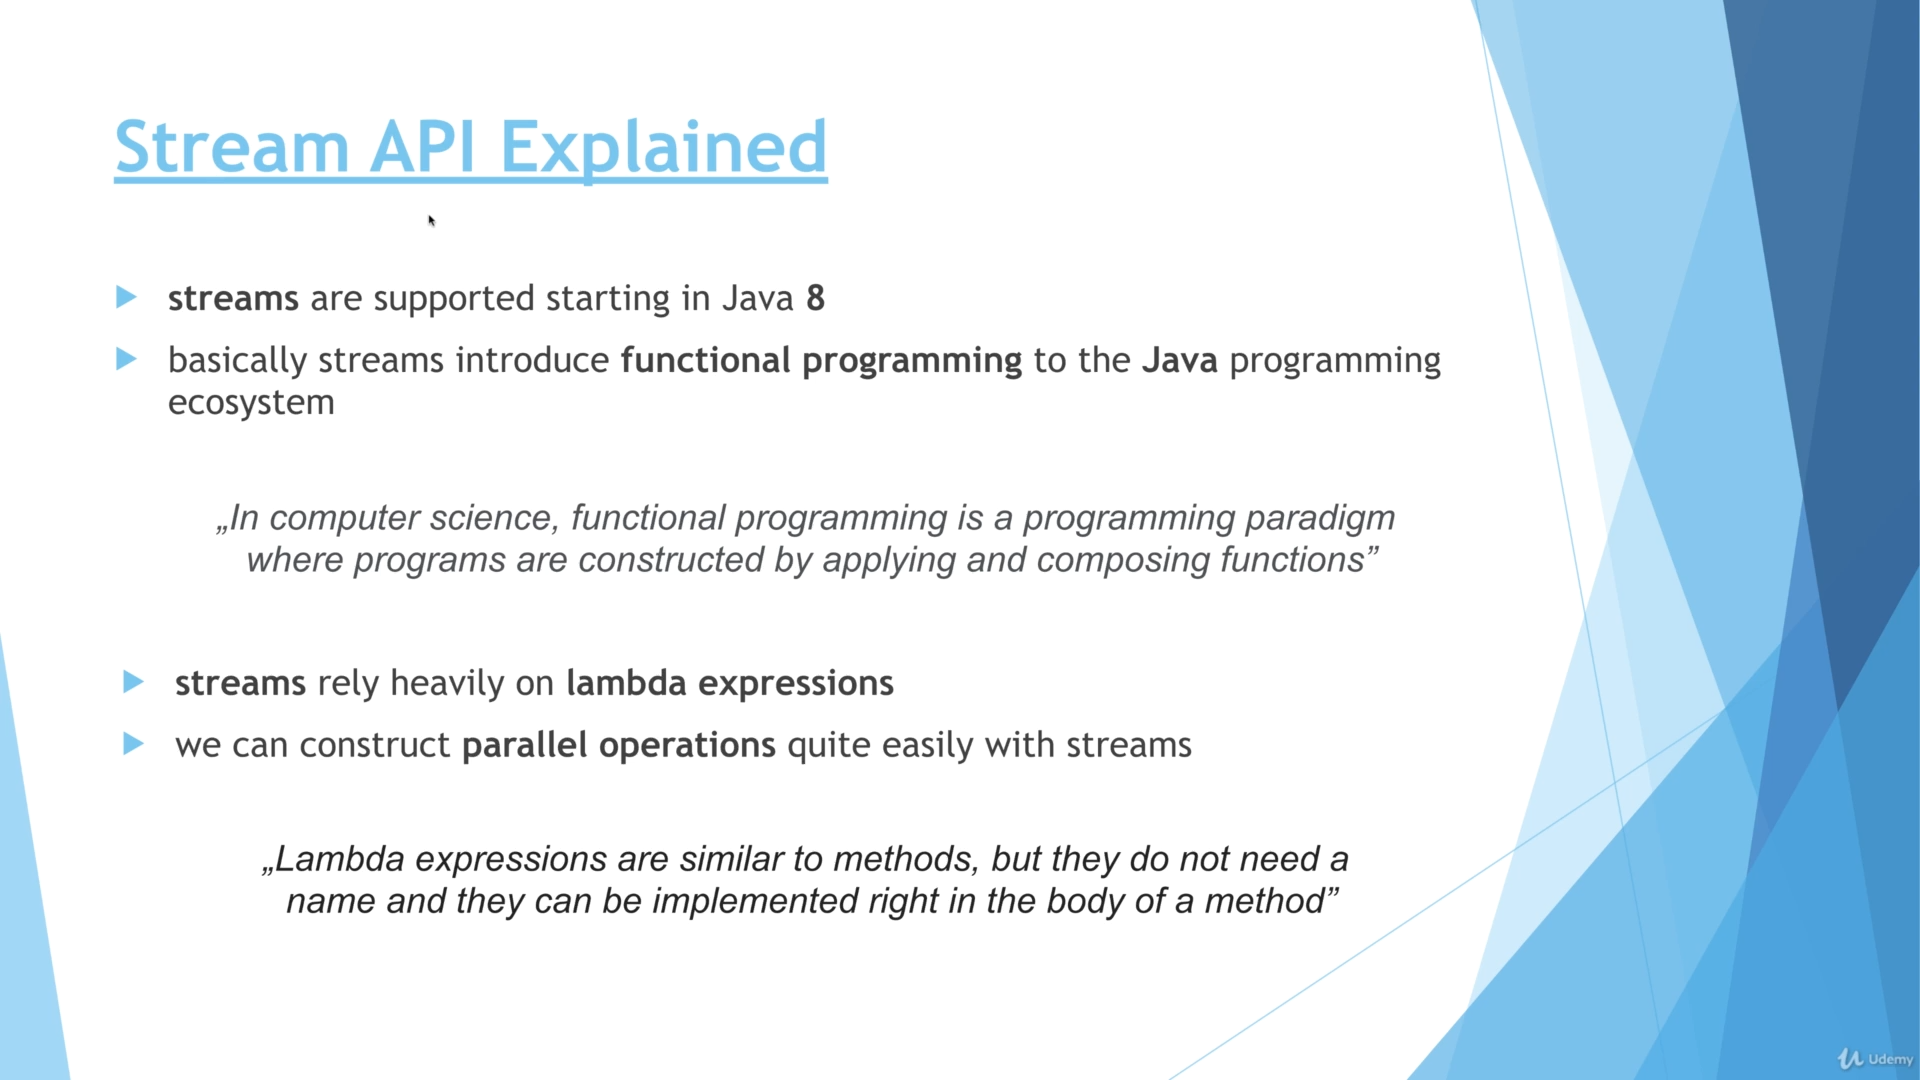 Stream API Explained
streams are supported starting in Java 8
basically streams introduce functional programming to the Java programming
ecosystem
„In computer science, functional programming is a programming paradigm
where programs are constructed by applying and composing functions”
streams rely heavily on lambda expressions
we can construct parallel operations quite easily with streams
„Lambda expressions are similar to methods, but they do not need a
name and they can be implemented right in the body of a method”
Udemy